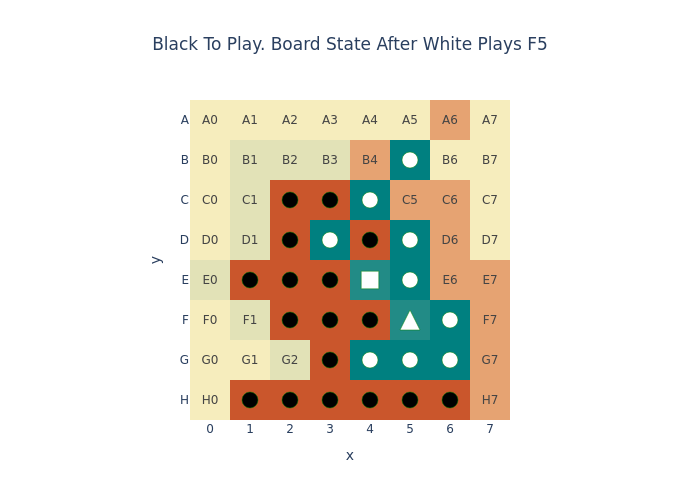 Black To Play. Board State After White Plays F5
A A0 A1 A2 A3 A4 A5 A6 A7
B B0 B1 B2 B3 B4 B6 B7
C C0 C1 C5 C6 C7
D D0 D1 D6 D7
y
E E0 E6 E7
F F0 F1 F7
G G0 G1 G2 G7
H H0 H7
0 1 2 3 4 5 6 7
x